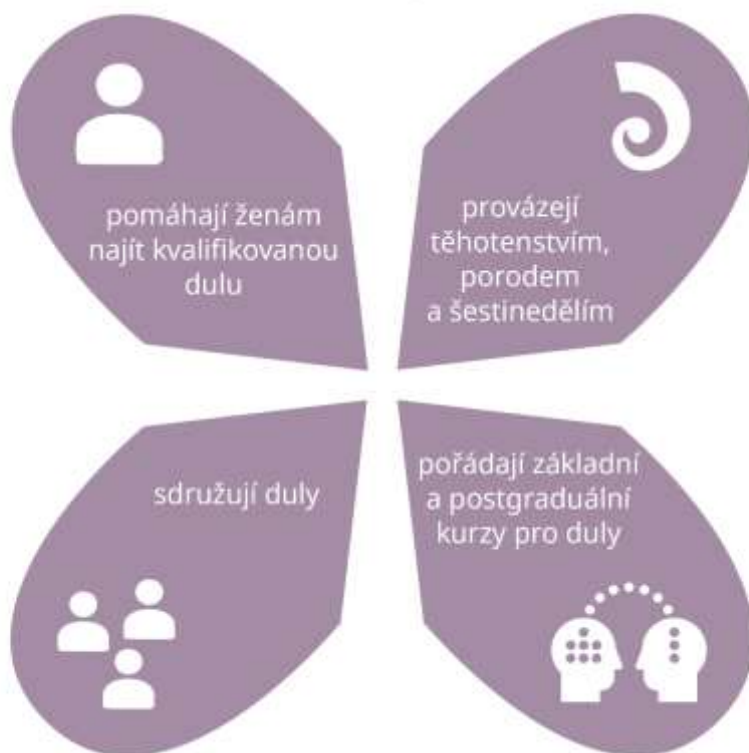 pomáhají ženám
najít kvalifikovanou
dulu
provázejí
těhotenstvím,
porodem
a šestinedělím
sdružují duly
pořádají základní
a postgraduální
kurzy pro duly